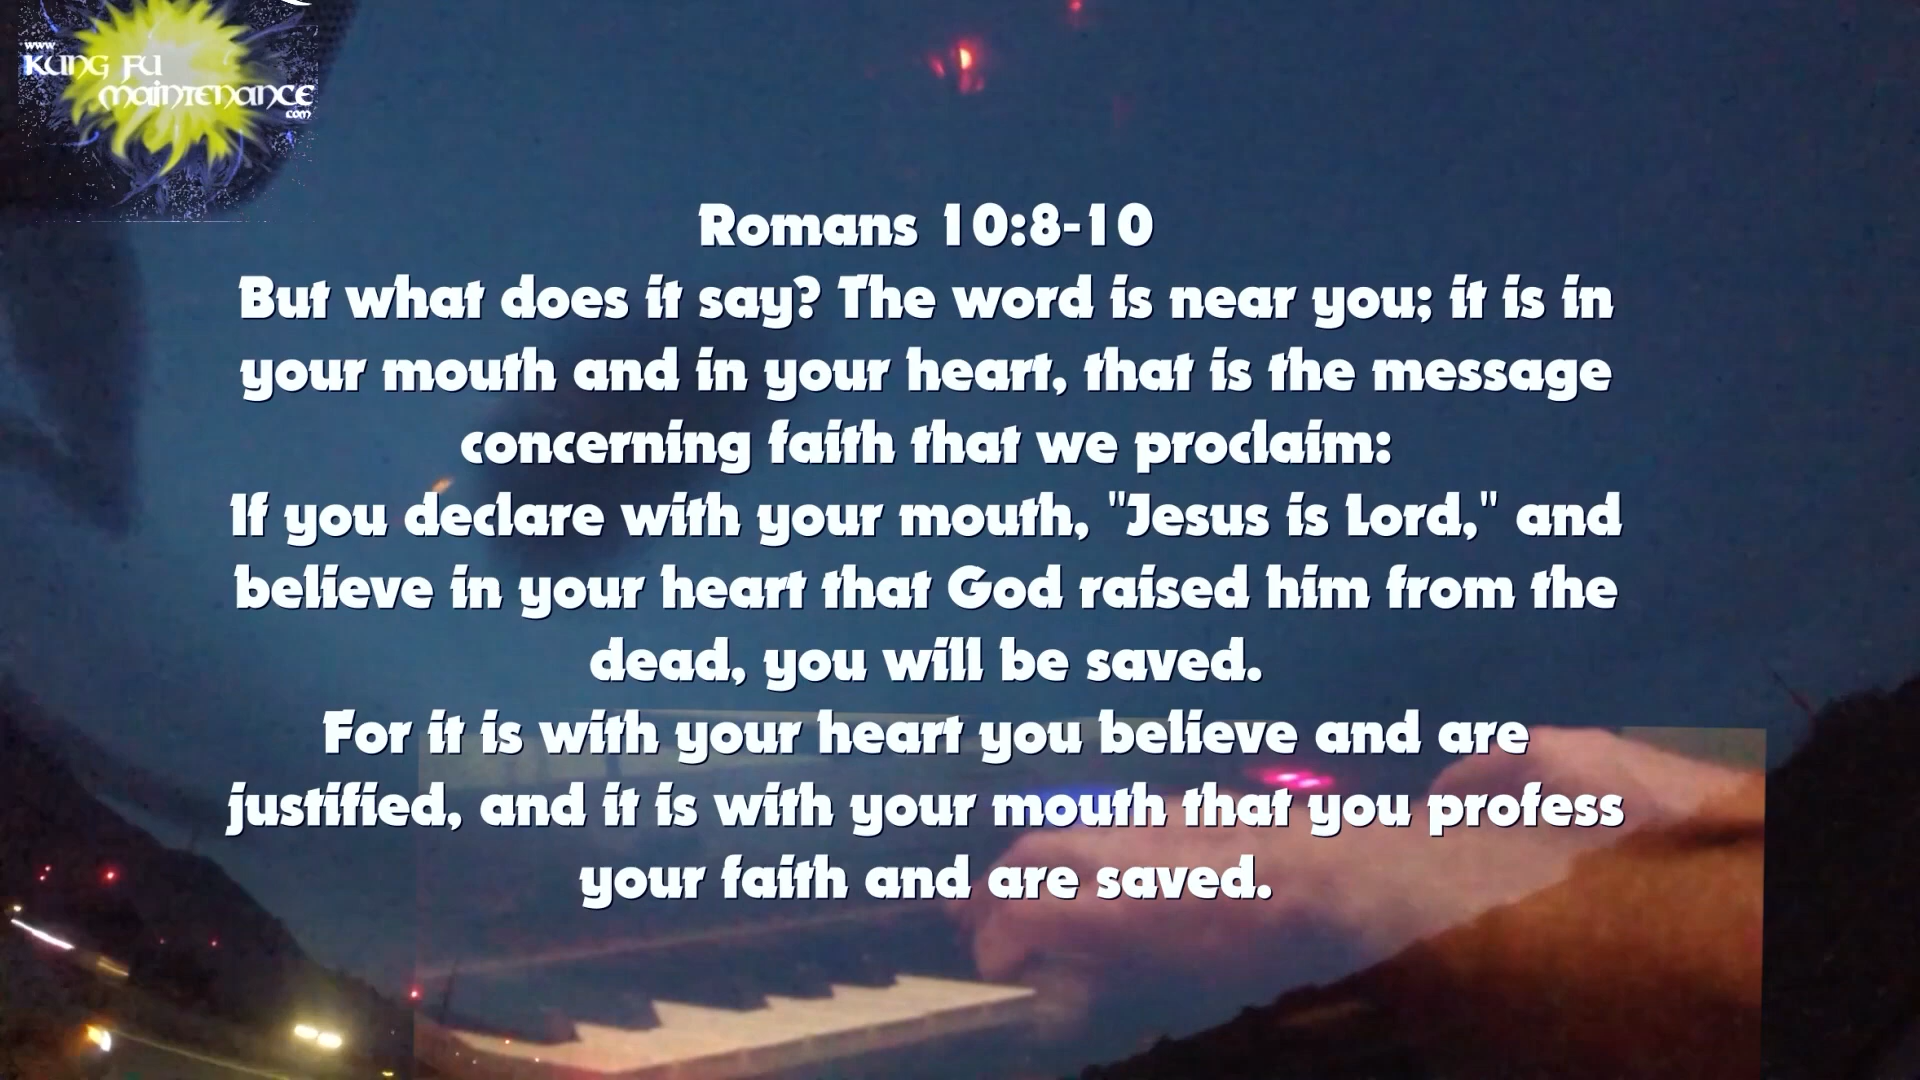 www
Kung Fu
maintenance
com
Romans 10:8-10
But what does it say? The word is near you; it is in
your mouth and in your heart, that is the message
concerning faith that we proclaim:
If you declare with your mouth, "Jesus is Lord," and
believe in your heart that God raised him from the
dead, you will be saved.
For it is with your heart you believe and are
justified, and it is with your mouth that you profess
your faith and are saved.